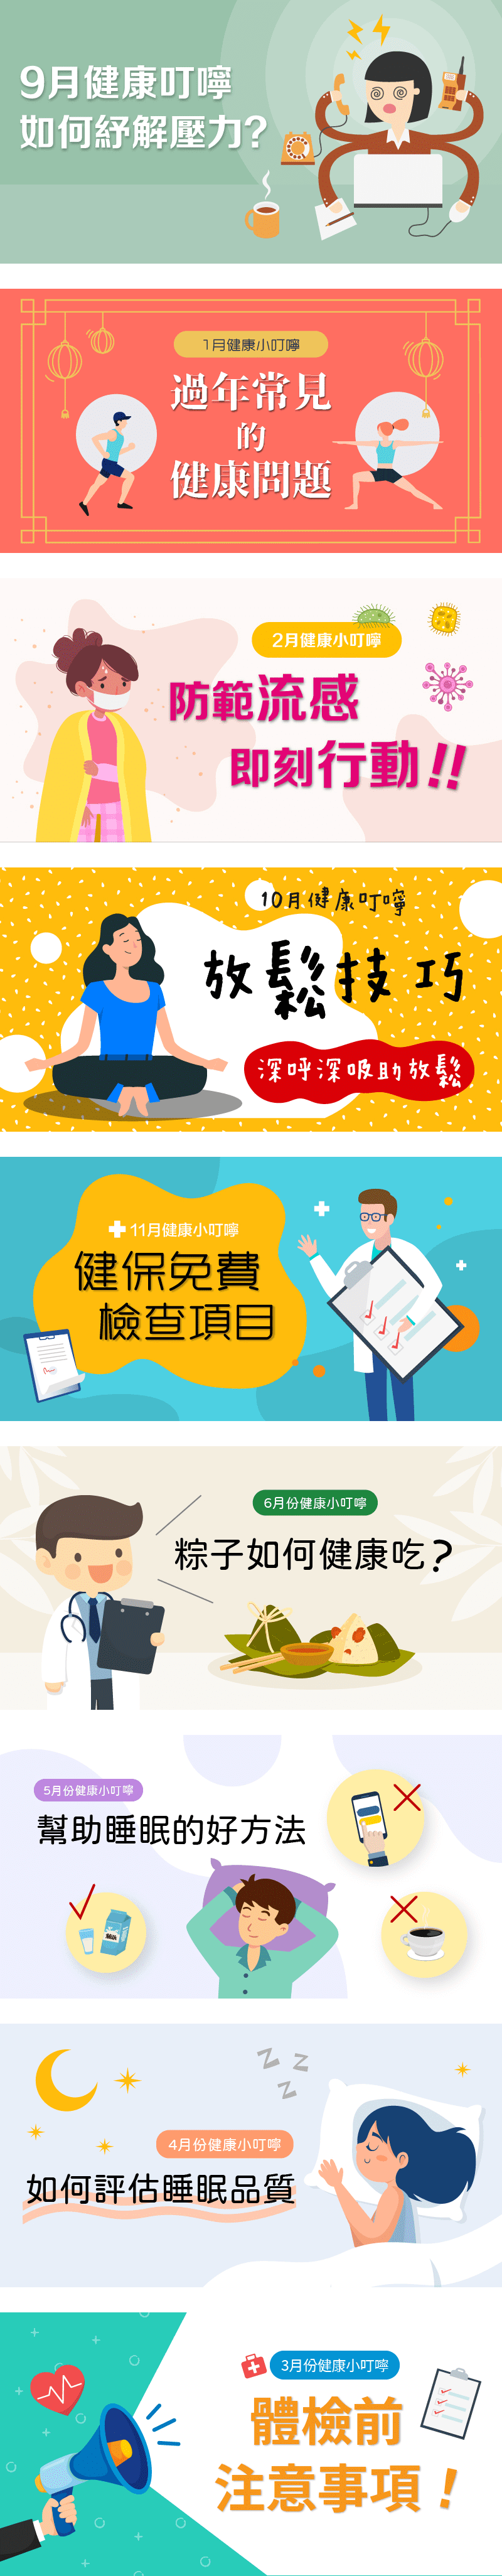 9月健康叮嚀
如何紓解壓力?
1月健康小叮嚀
過年常見
的
健康問題
2月健康小叮嚀
防範流感
即刻行動!!
10月健康叮嚀
放鬆技巧
深呼深吸助放鬆
11月健康小叮嚀
健保免費
檢查項目
6月份健康小叮嚀
粽子如何健康吃?
5月份健康小叮嚀
幫助睡眠的好方法
Milk
4月份健康小叮嚀
Z Z
Z
如何評估睡眠品質
3月份健康小叮嚀
體檢前
注意事項!